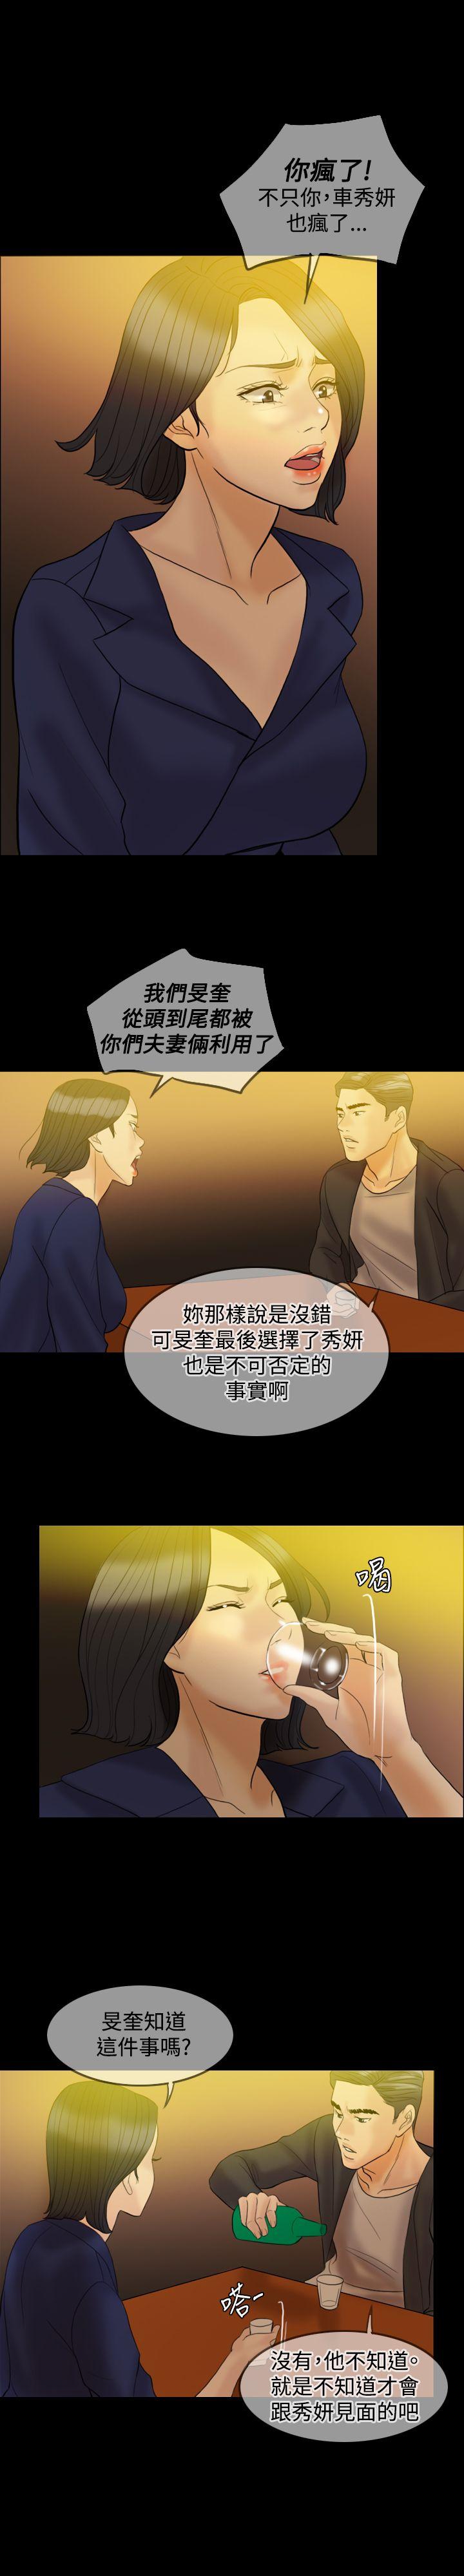 你瘋了!
不只你,車秀妍
也瘋了...
我們旻奎
從頭到尾都被
你們夫妻倆利用了
妳那樣說是沒錯
可旻奎最後選擇了秀妍
也是不可否定的
事實啊
喝
旻奎知道
這件事嗎?
嗒~
沒有,他不知道。
就是不知道才會
跟秀妍見面的吧